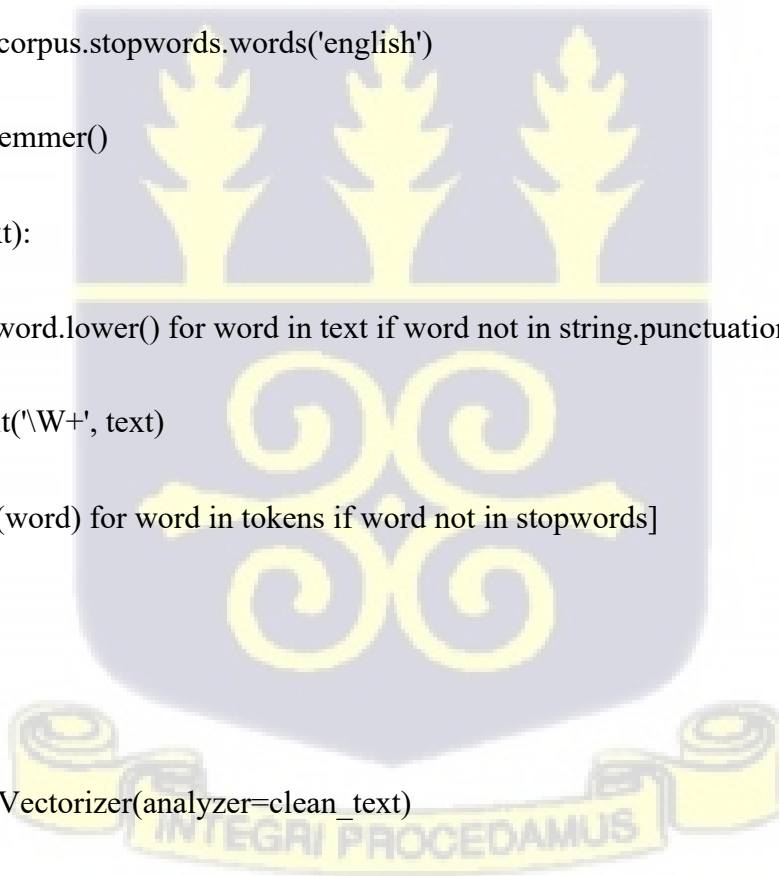 corpus.stopwords.words('english')
emmer()
t):
word.lower() for word in text if word not in string.punctuation
t('\W+', text)
(word) for word in tokens if word not in stopwords]
Vectorizer(analyzer=clean_text)
INTEGRI PROCEDAMUS